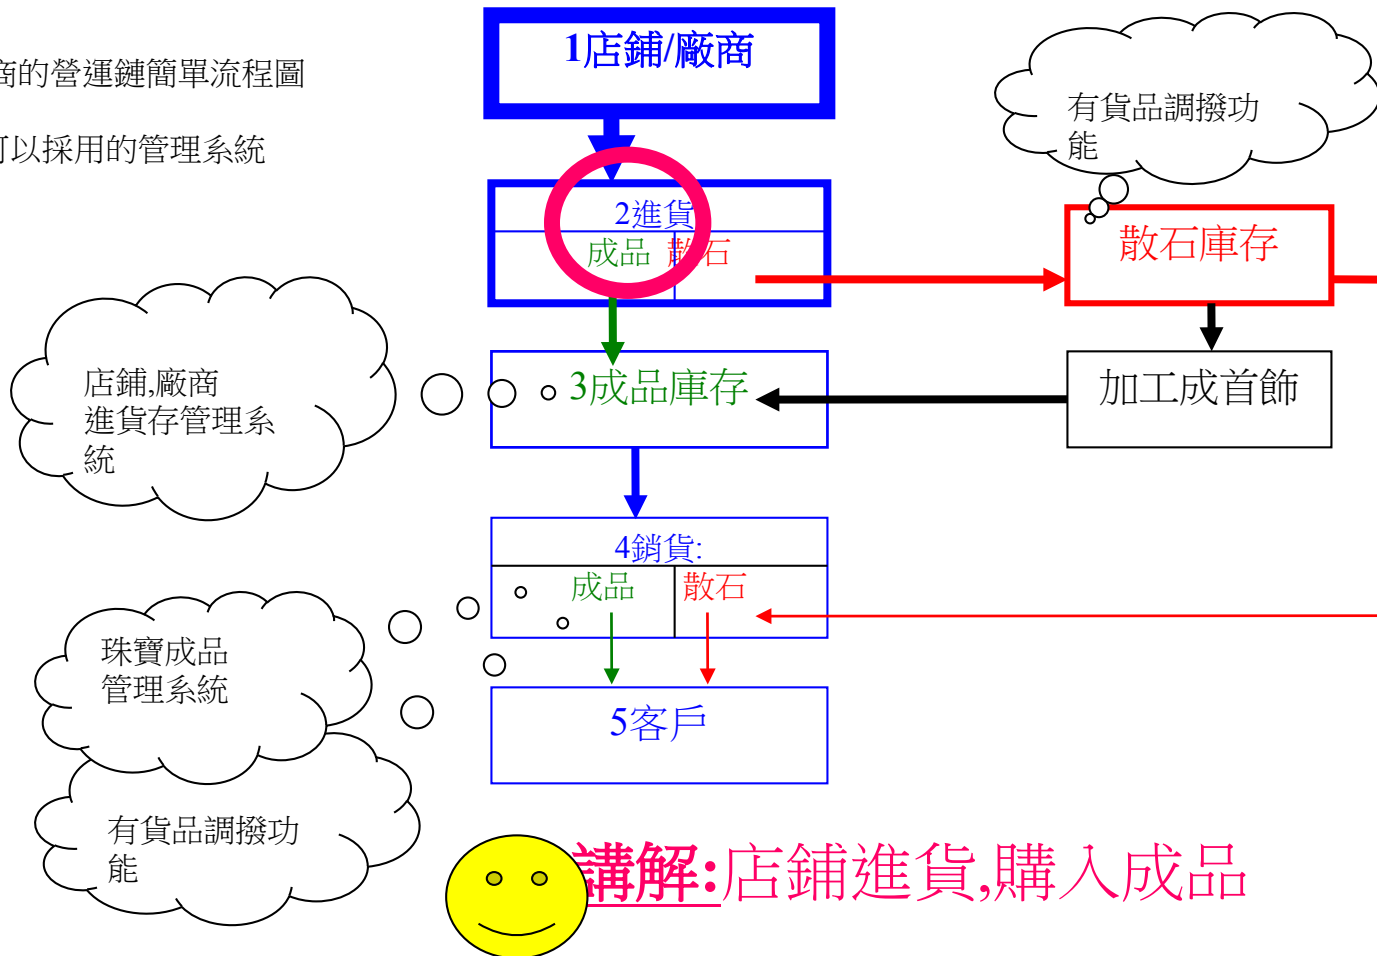 商的營運鏈簡單流程圖
可以採用的管理系統
1店鋪/廠商
有貨品調撥功
能
2進貨
成品 散石
散石庫存
店鋪,廠商
進貨存管理系
統
3成品庫存
加工成首飾
4銷貨:
成品 散石
珠寶成品
管理系統
5客戶
有貨品調撥功
能
講解:店鋪進貨,購入成品